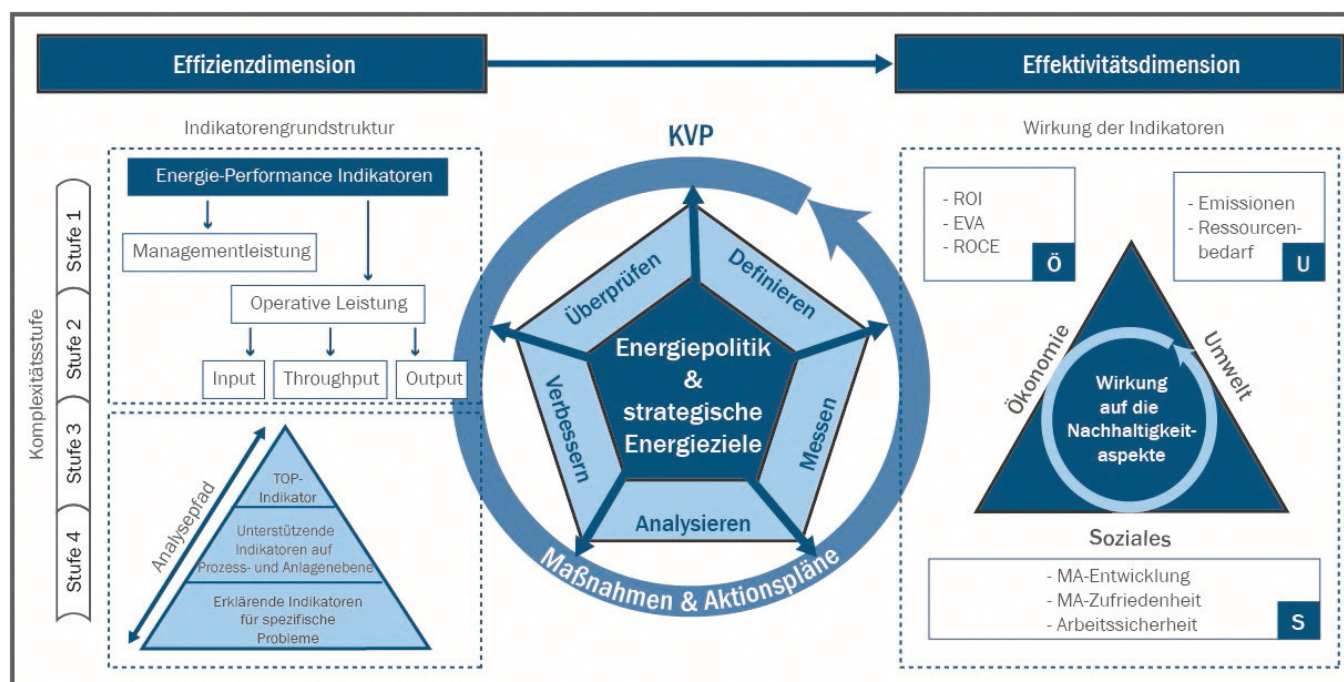 Effizienzdimension
Effektivitätsdimension
Indikatorengrundstruktur
Energie-Performance Indikatoren
Managementleistung
Operative Leistung
Input
Throughput
Output
Komplexitätsstufe
Stufe 1
Stufe 2
Stufe 3
Stufe 4
Analysepfad
TOP-
Indikator
Unterstützende
Indikatoren auf
Prozess- und Anlagenebene
Erklärende Indikatoren
für spezifische
Probleme
KVP
Definieren
Messen
Analysieren
Verbessern
Überprüfen
Energiepolitik
&
strategische
Energieziele
Maßnahmen & Aktionspläne
Wirkung der Indikatoren
- ROI
- EVA
- ROCE
Ö
- Emissionen
- Ressourcen-
bedarf
U
Ökonomie
Umwelt
Wirkung
auf die
Nachhaltigkeit-
aspekte
Soziales
- MA-Entwicklung
- MA-Zufriedenheit
- Arbeitssicherheit
S